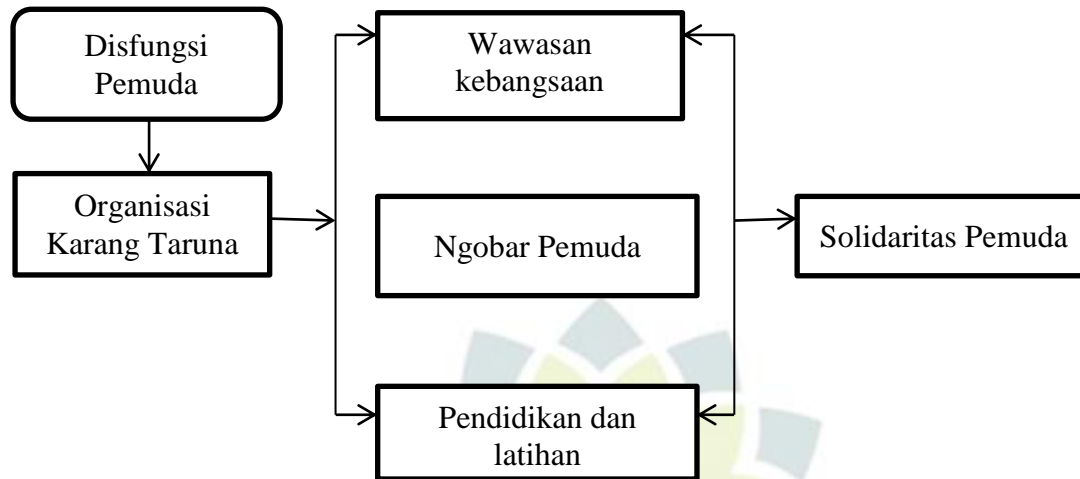 Disfungsi
Pemuda
Organisasi
Karang Taruna
Wawasan
kebangsaan
Ngobar Pemuda
Pendidikan dan
latihan
Solidaritas Pemuda